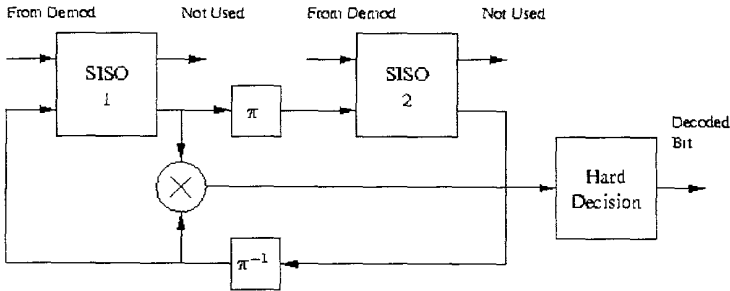 From Demod
Not Used
From Demod
Not Used
SISO
1
π
SISO
2
Decoded
Bit
Hard
Decision
π⁻¹